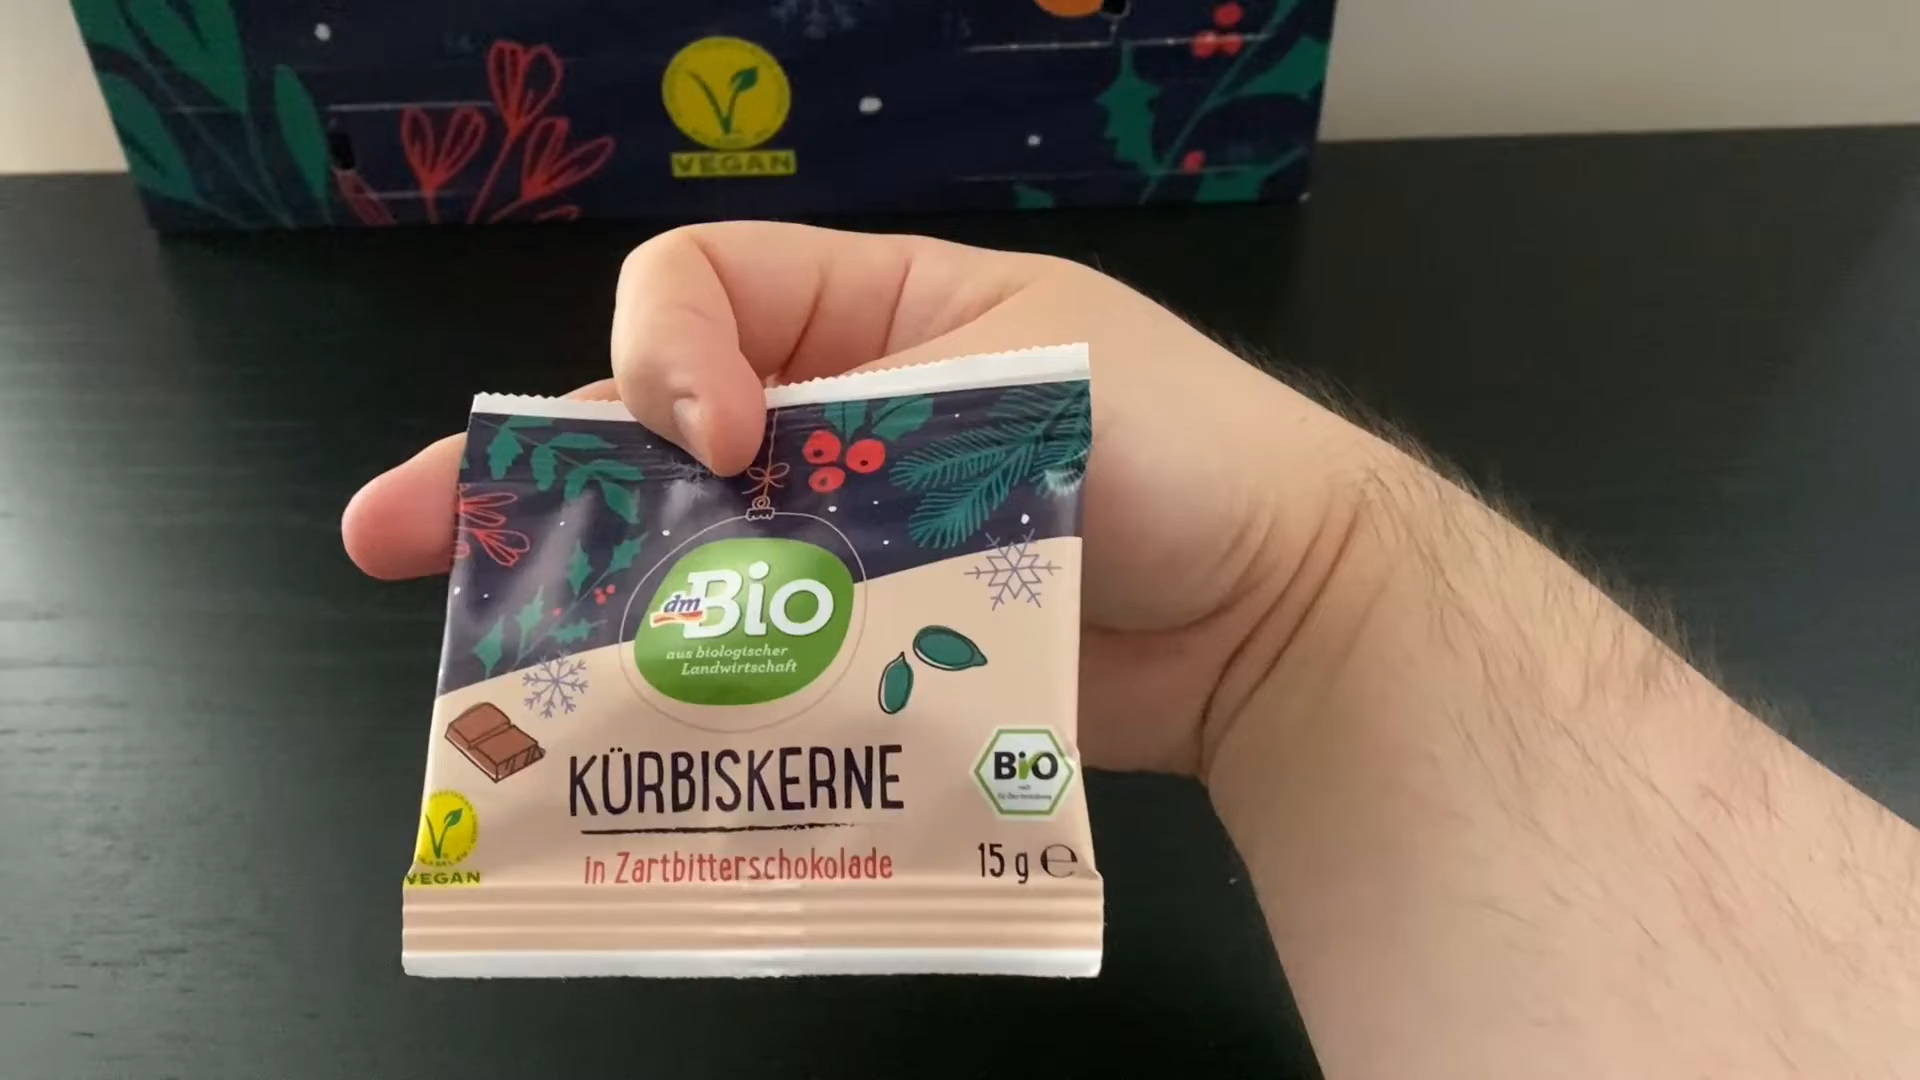 VEGAN
dm
Bio
aus biologischer
Landwirtschaft
KÜRBISKERNE
in Zartbitterschokolade
BiO
15 g ℮
VEGAN